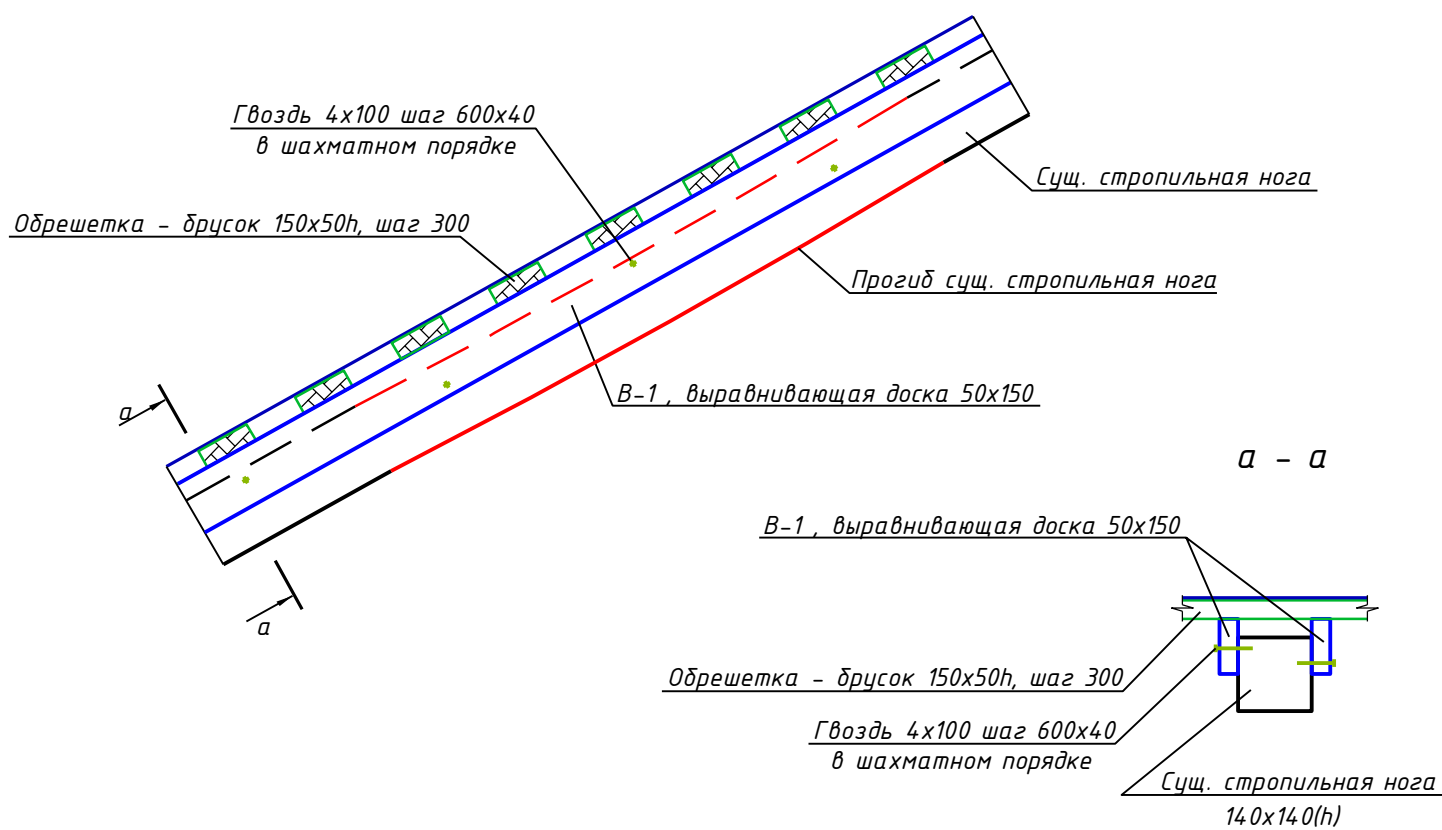 Гвоздь 4х100 шаг 600х40
в шахматном порядке
Сущ. стропильная нога
Обрешетка – брусок 150х50h, шаг 300
Прогиб сущ. стропильная нога
В-1 , выравнивающая доска 50х150
а
а
а – а
В-1 , выравнивающая доска 50х150
Обрешетка – брусок 150х50h, шаг 300
Гвоздь 4х100 шаг 600х40
в шахматном порядке
Сущ. стропильная нога
140х140(h)